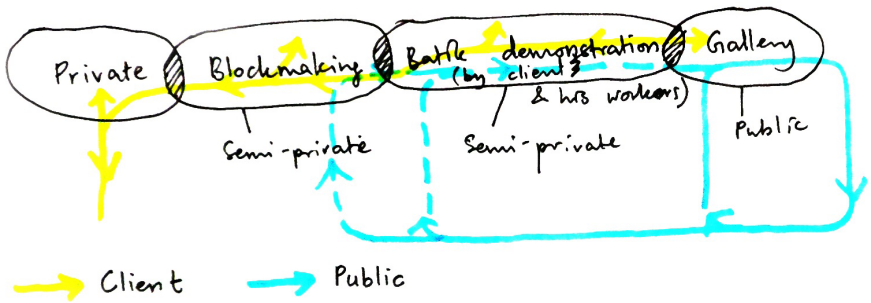 Private
Blockmaking
Batik demonstration
(by client
& his workers)
Gallery
Semi-private
Semi-private
Public
Client
Public